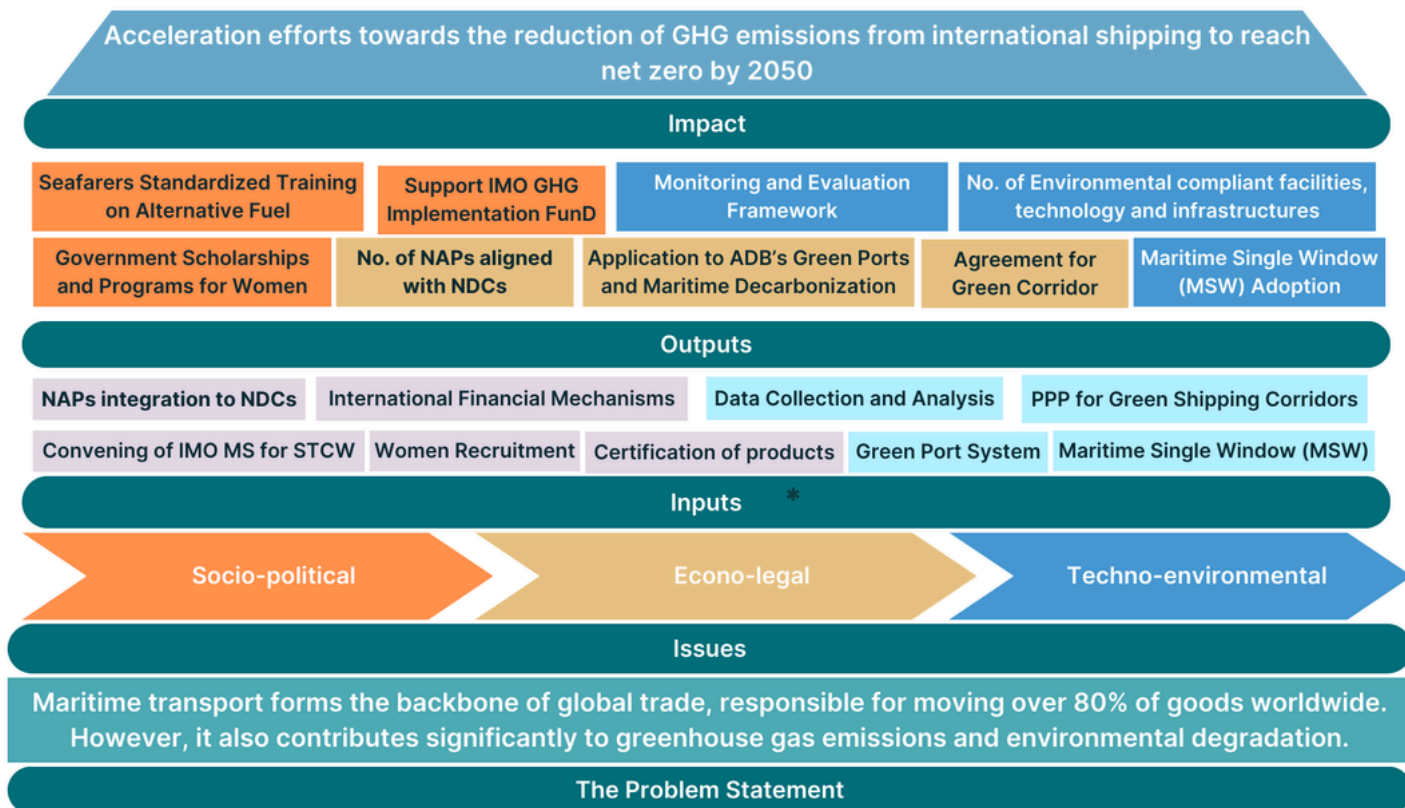 Acceleration efforts towards the reduction of GHG emissions from international shipping to reach
net zero by 2050
Impact
Seafarers Standardized Training
on Alternative Fuel
Support IMO GHG
Implementation FunD
Monitoring and Evaluation
Framework
No. of Environmental compliant facilities,
technology and infrastructures
Government Scholarships
and Programs for Women
No. of NAPs aligned
with NDCs
Application to ADB's Green Ports
and Maritime Decarbonization
Agreement for
Green Corridor
Maritime Single Window
(MSW) Adoption
Outputs
NAPs integration to NDCs
International Financial Mechanisms
Data Collection and Analysis
PPP for Green Shipping Corridors
Convening of IMO MS for STCW
Women Recruitment
Certification of products
Green Port System
Maritime Single Window (MSW)
Inputs *
Socio-political
Econo-legal
Techno-environmental
Issues
Maritime transport forms the backbone of global trade, responsible for moving over 80% of goods worldwide.
However, it also contributes significantly to greenhouse gas emissions and environmental degradation.
The Problem Statement